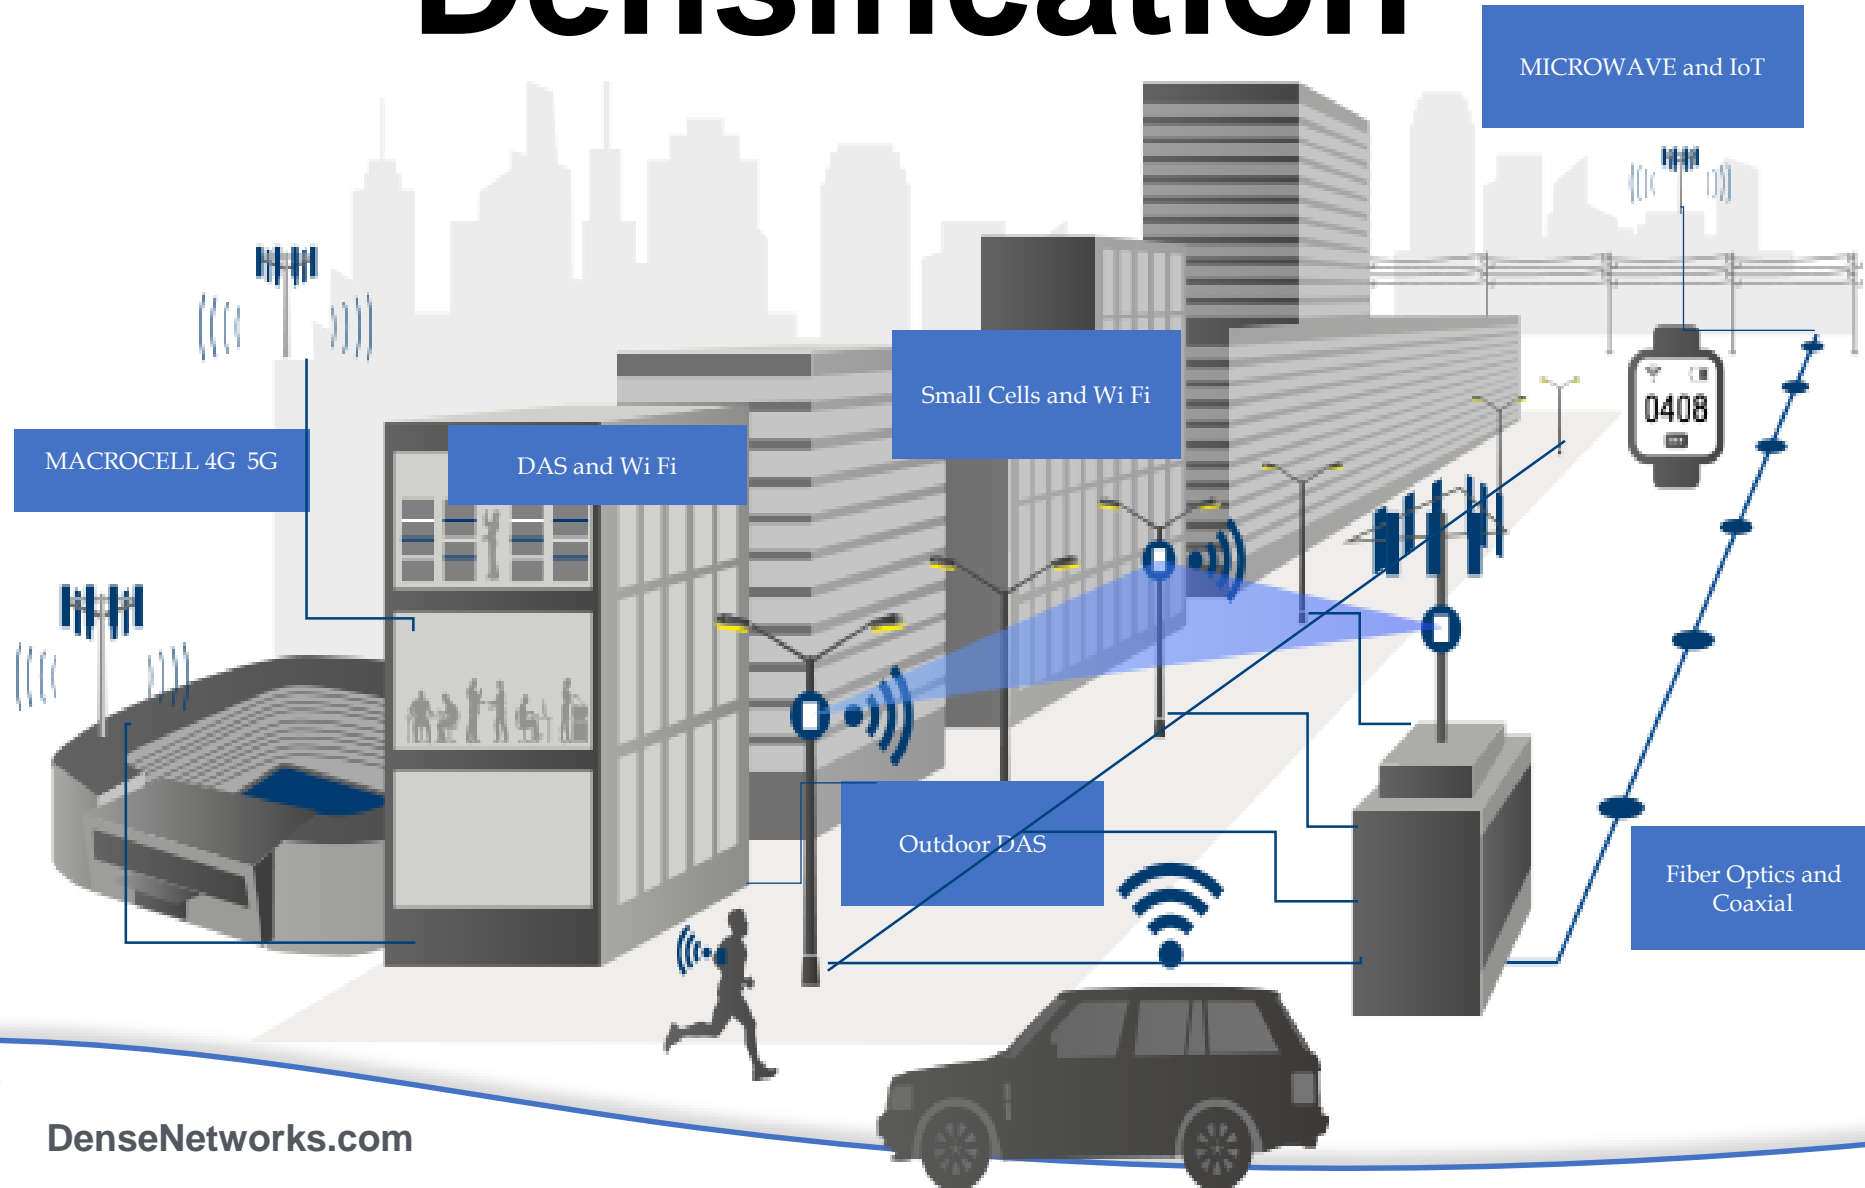 Densification
MICROWAVE and IoT
Small Cells and Wi Fi
MACROCELL 4G  5G
DAS and Wi Fi
0408
Outdoor DAS
Fiber Optics and
Coaxial
DenseNetworks.com